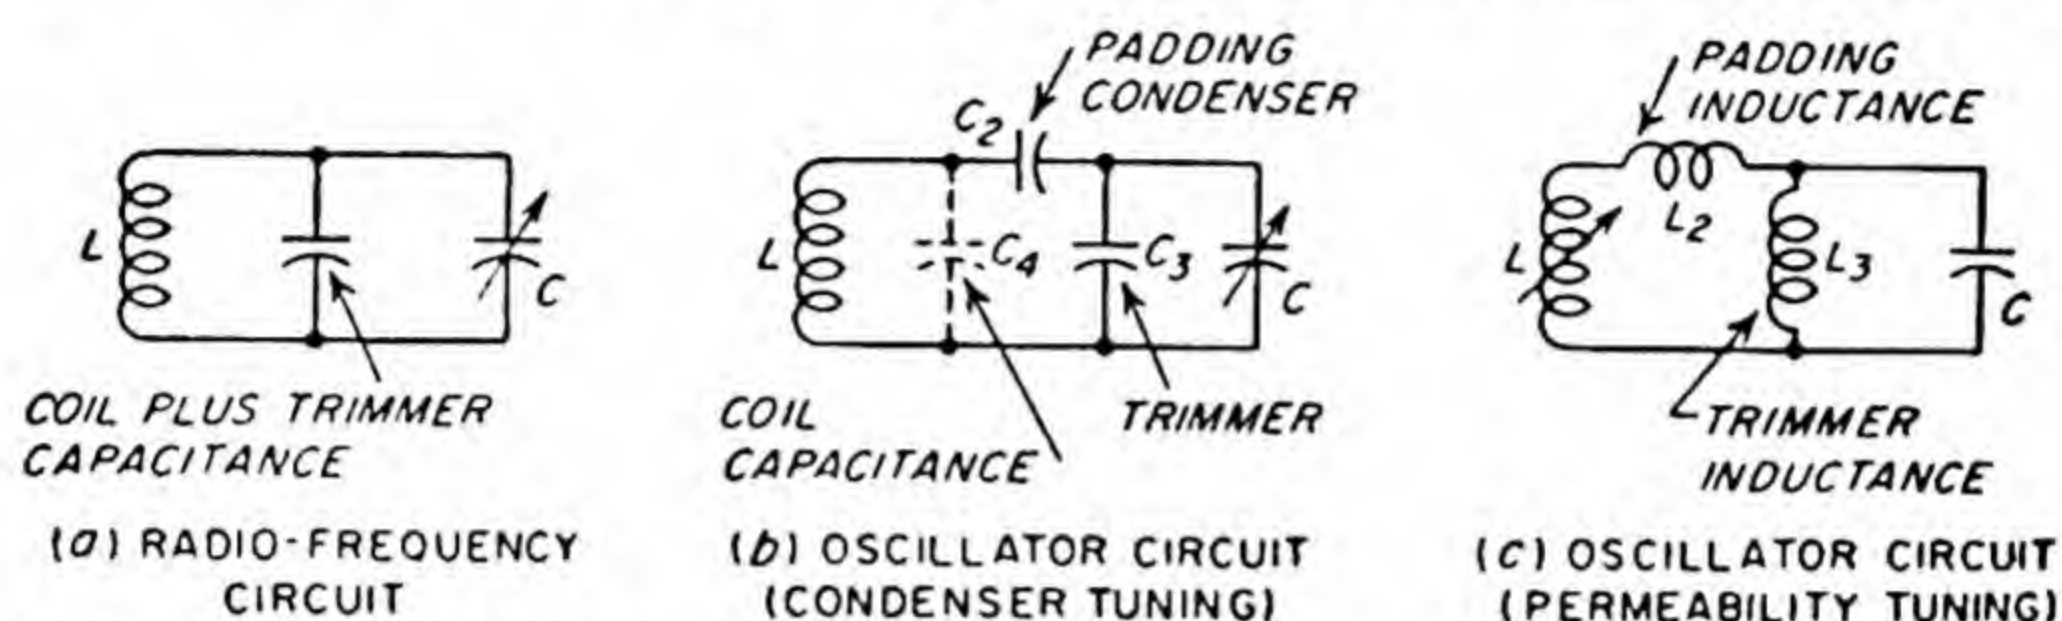 L
C
COIL PLUS TRIMMER
CAPACITANCE
(a) RADIO-FREQUENCY
CIRCUIT
PADDING
CONDENSER
C2
L
C4
C3
C
COIL
CAPACITANCE
TRIMMER
(b) OSCILLATOR CIRCUIT
(CONDENSER TUNING)
PADDING
INDUCTANCE
L2
L
L3
C
TRIMMER
INDUCTANCE
(c) OSCILLATOR CIRCUIT
(PERMEABILITY TUNING)